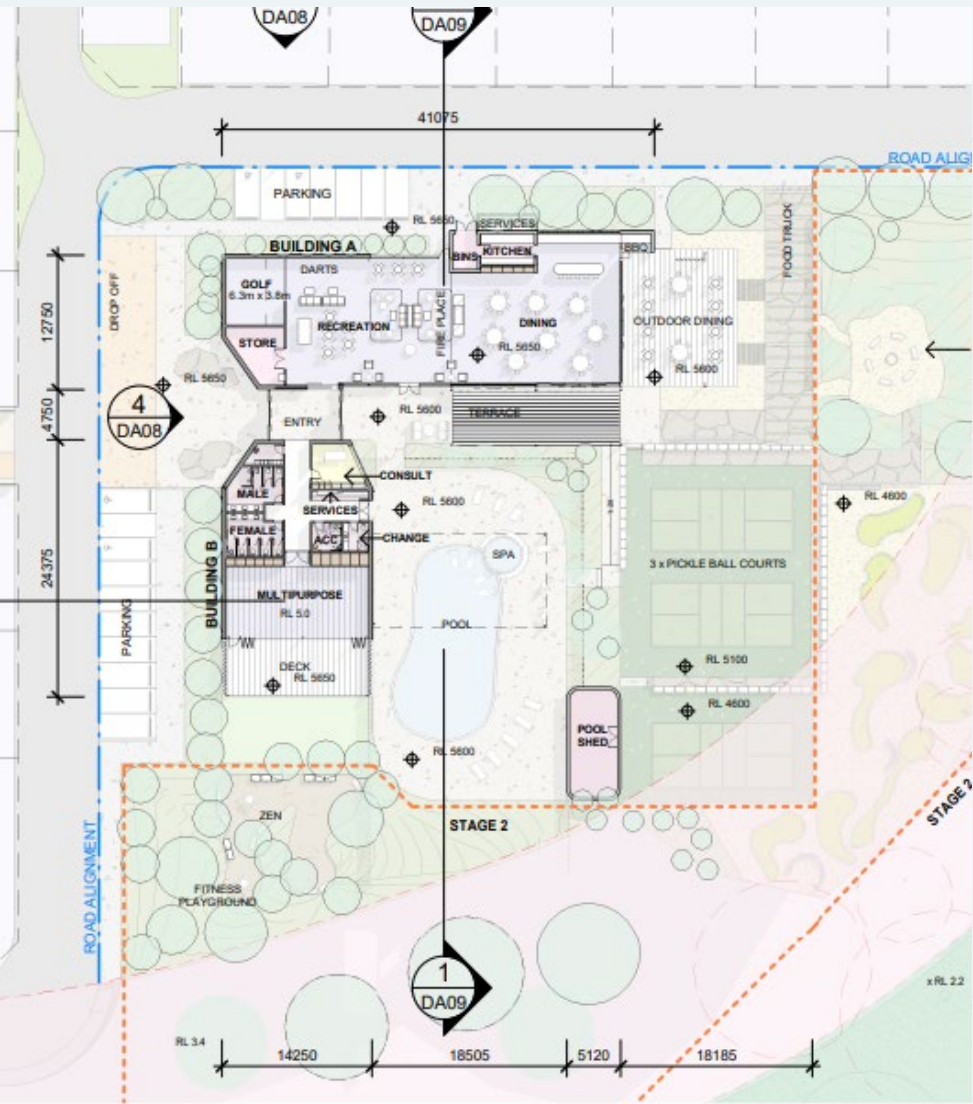 DA08
DA09
41075
ROAD ALIG
PARKING
RL 5650
SERVICES
BUILDING A
BINS
KITCHEN
BBQ
FOOD TRUCK
DARTS
GOLF
6.3m x 3.8m
DROP OFF
12750
RECREATION
FIRE PLACE
DINING
OUTDOOR DINING
STORE
RL 5650
RL 5650
RL 5600
4
DA08
4750
RL 5600
TERRACE
ENTRY
CONSULT
MALE
RL 5600
RL 4600
SERVICES
FEMALE
ACC
CHANGE
SPA
3 x PICKLE BALL COURTS
24375
BUILDING B
MULTIPURPOSE
RL 5.0
PARKING
POOL
DECK
RL 5650
RL 5100
RL 4600
POOL
SHED
RL 5600
STAGE 2
STAGE 2
ZEN
FITNESS
PLAYGROUND
ROAD ALIGNMENT
1
DA09
x RL 2.2
RL 3.4
14250
18505
5120
18185